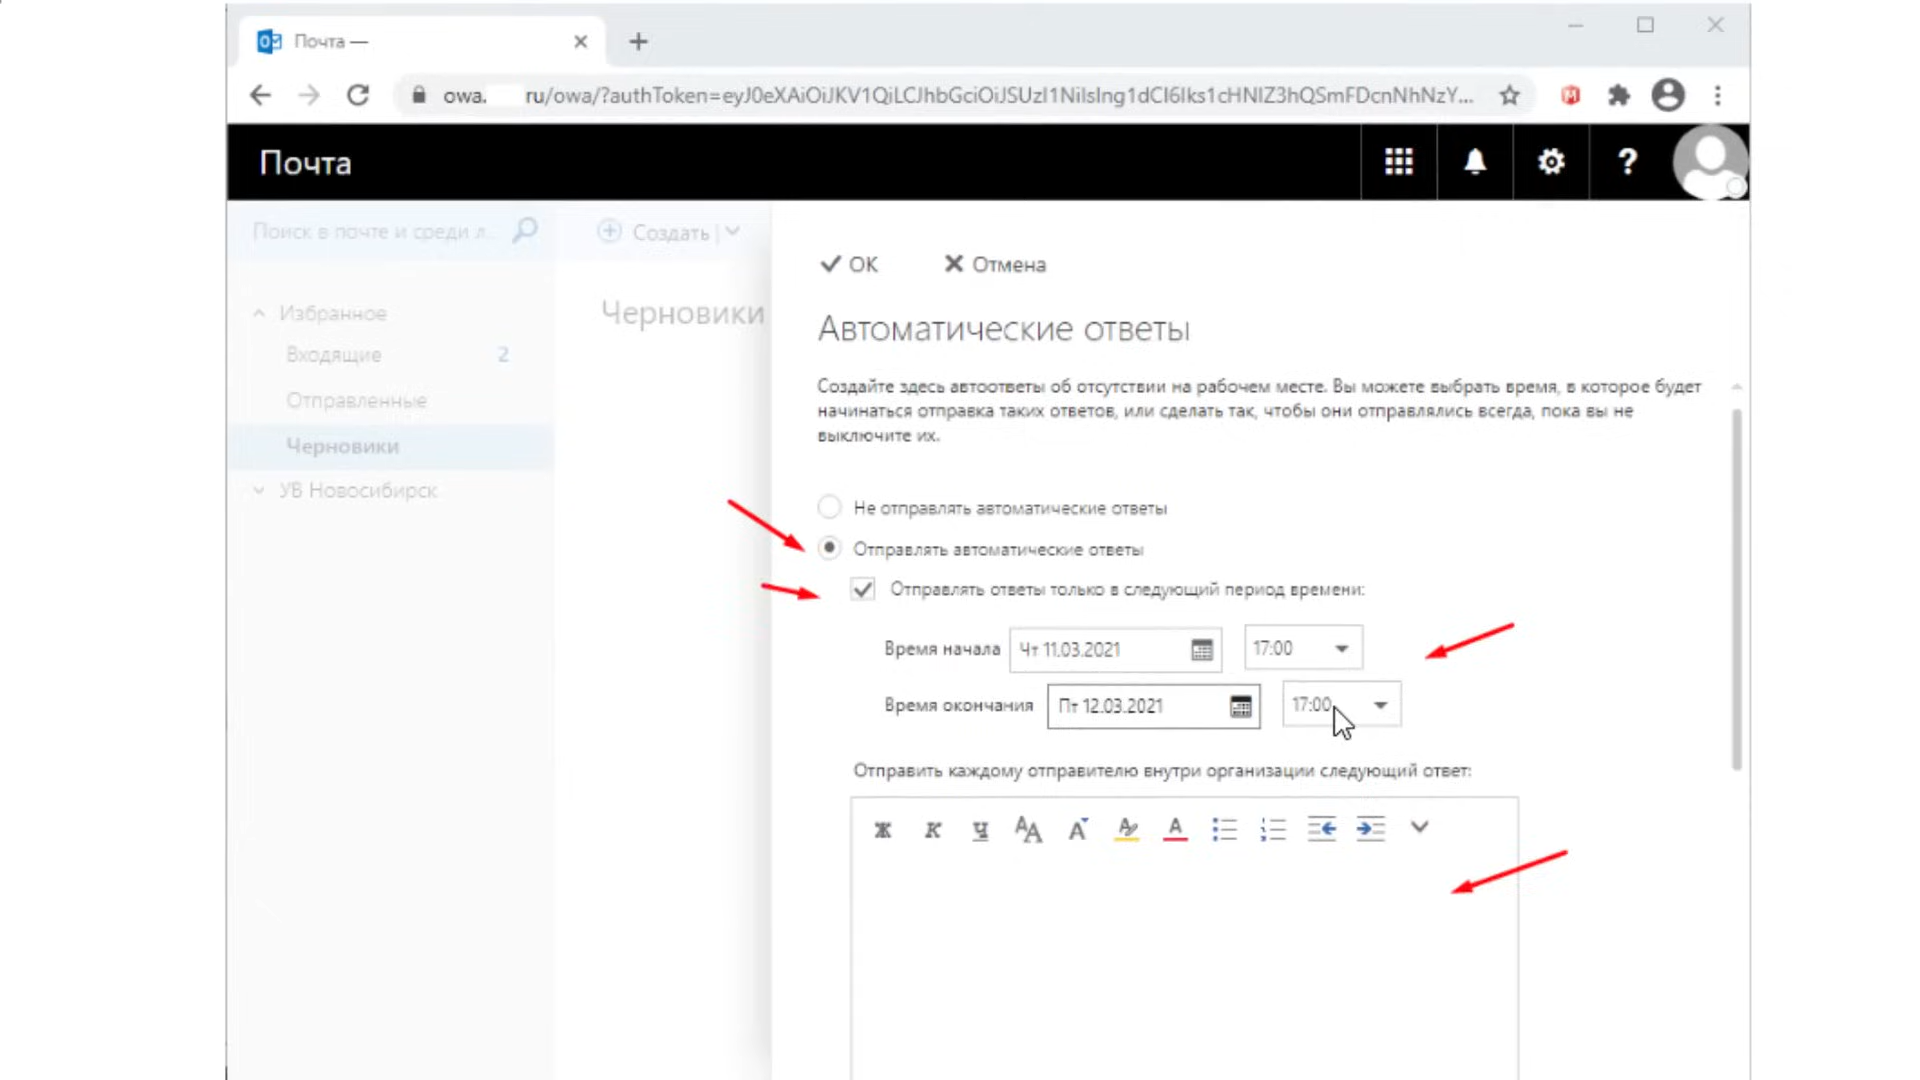 Почта —
owa. ru/owa/?authToken=eyJ0eXAiOiJKV1QiLCJhbGciOiJSUzI1NiIsIng1dCI6Iks1cHNIZ3hQSmFDcnNhNzY...
Почта
Поиск в почте и среди л.
Создать
Избранное
Входящие 2
Отправленные
Черновики
УВ Новосибирск
Черновики
ОК Отмена
Автоматические ответы
Создайте здесь автоответы об отсутствии на рабочем месте. Вы можете выбрать время, в которое будет
начинаться отправка таких ответов, или сделать так, чтобы они отправлялись всегда, пока вы не
выключите их.
Не отправлять автоматические ответы
Отправлять автоматические ответы
Отправлять ответы только в следующий период времени:
Время начала Чт 11.03.2021 17:00
Время окончания Пт 12.03.2021 17:00
Отправить каждому отправителю внутри организации следующий ответ:
Ж К Ч